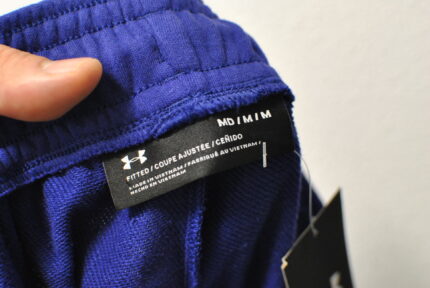 MD / M / M
FITTED / COUPE AJUSTÉE / CEÑIDO
MADE IN VIETNAM / FABRIQUÉ AU VIETNAM /
HECHO EN VIETNAM